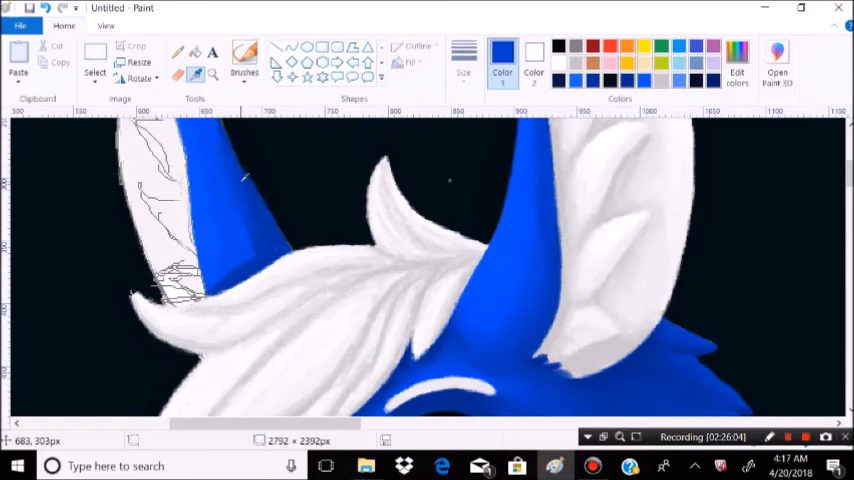 Untitled - Paint
File Home View
Paste
Cut
Copy
Clipboard
Select
Crop
Resize
Rotate
Image
A
Tools
Brushes
Shapes
Outline
Fill
Size
Color 1
Color 2
Colors
Edit colors
Open Paint 3D
600 650 700 750 800 850 900 950 1000 1050 1100 1150
683, 303px
2792 × 2392px
Recording [02:26:04]
Type here to search
4:17 AM
4/20/2018